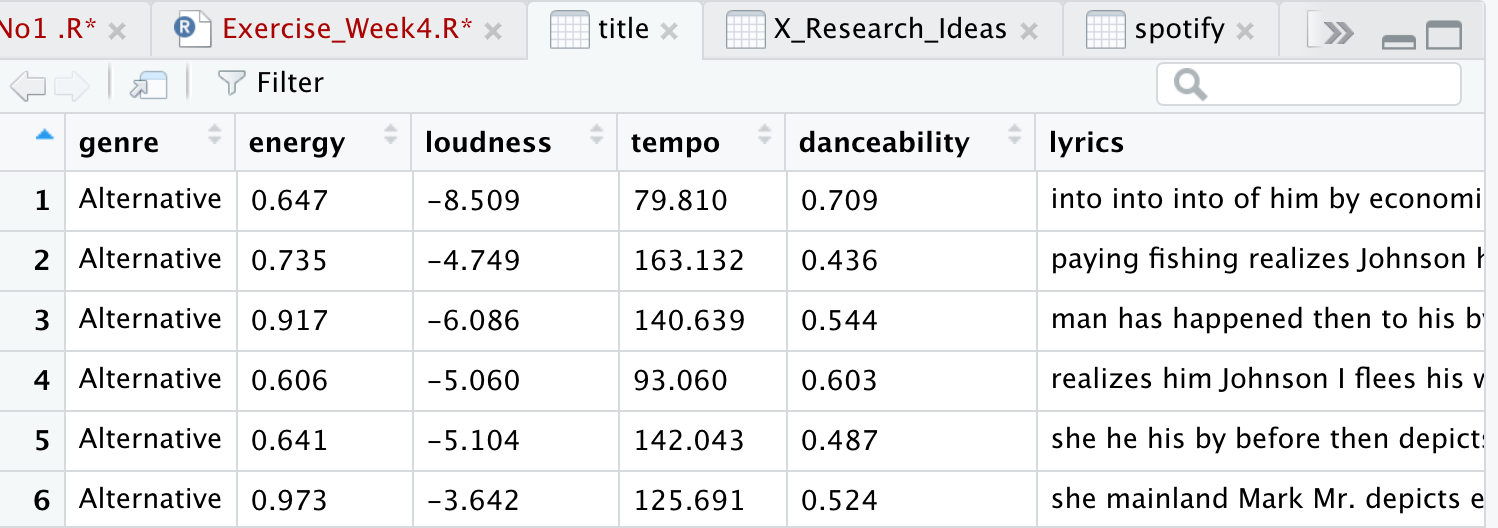 No1 .R* Exercise_Week4.R* title X_Research_Ideas spotify
Filter
genre energy loudness tempo danceability lyrics
1 Alternative 0.647 −8.509 79.810 0.709 into into into of him by economi
2 Alternative 0.735 −4.749 163.132 0.436 paying fishing realizes Johnson h
3 Alternative 0.917 −6.086 140.639 0.544 man has happened then to his by
4 Alternative 0.606 −5.060 93.060 0.603 realizes him Johnson I flees his w
5 Alternative 0.641 −5.104 142.043 0.487 she he his by before then depicts
6 Alternative 0.973 −3.642 125.691 0.524 she mainland Mark Mr. depicts e